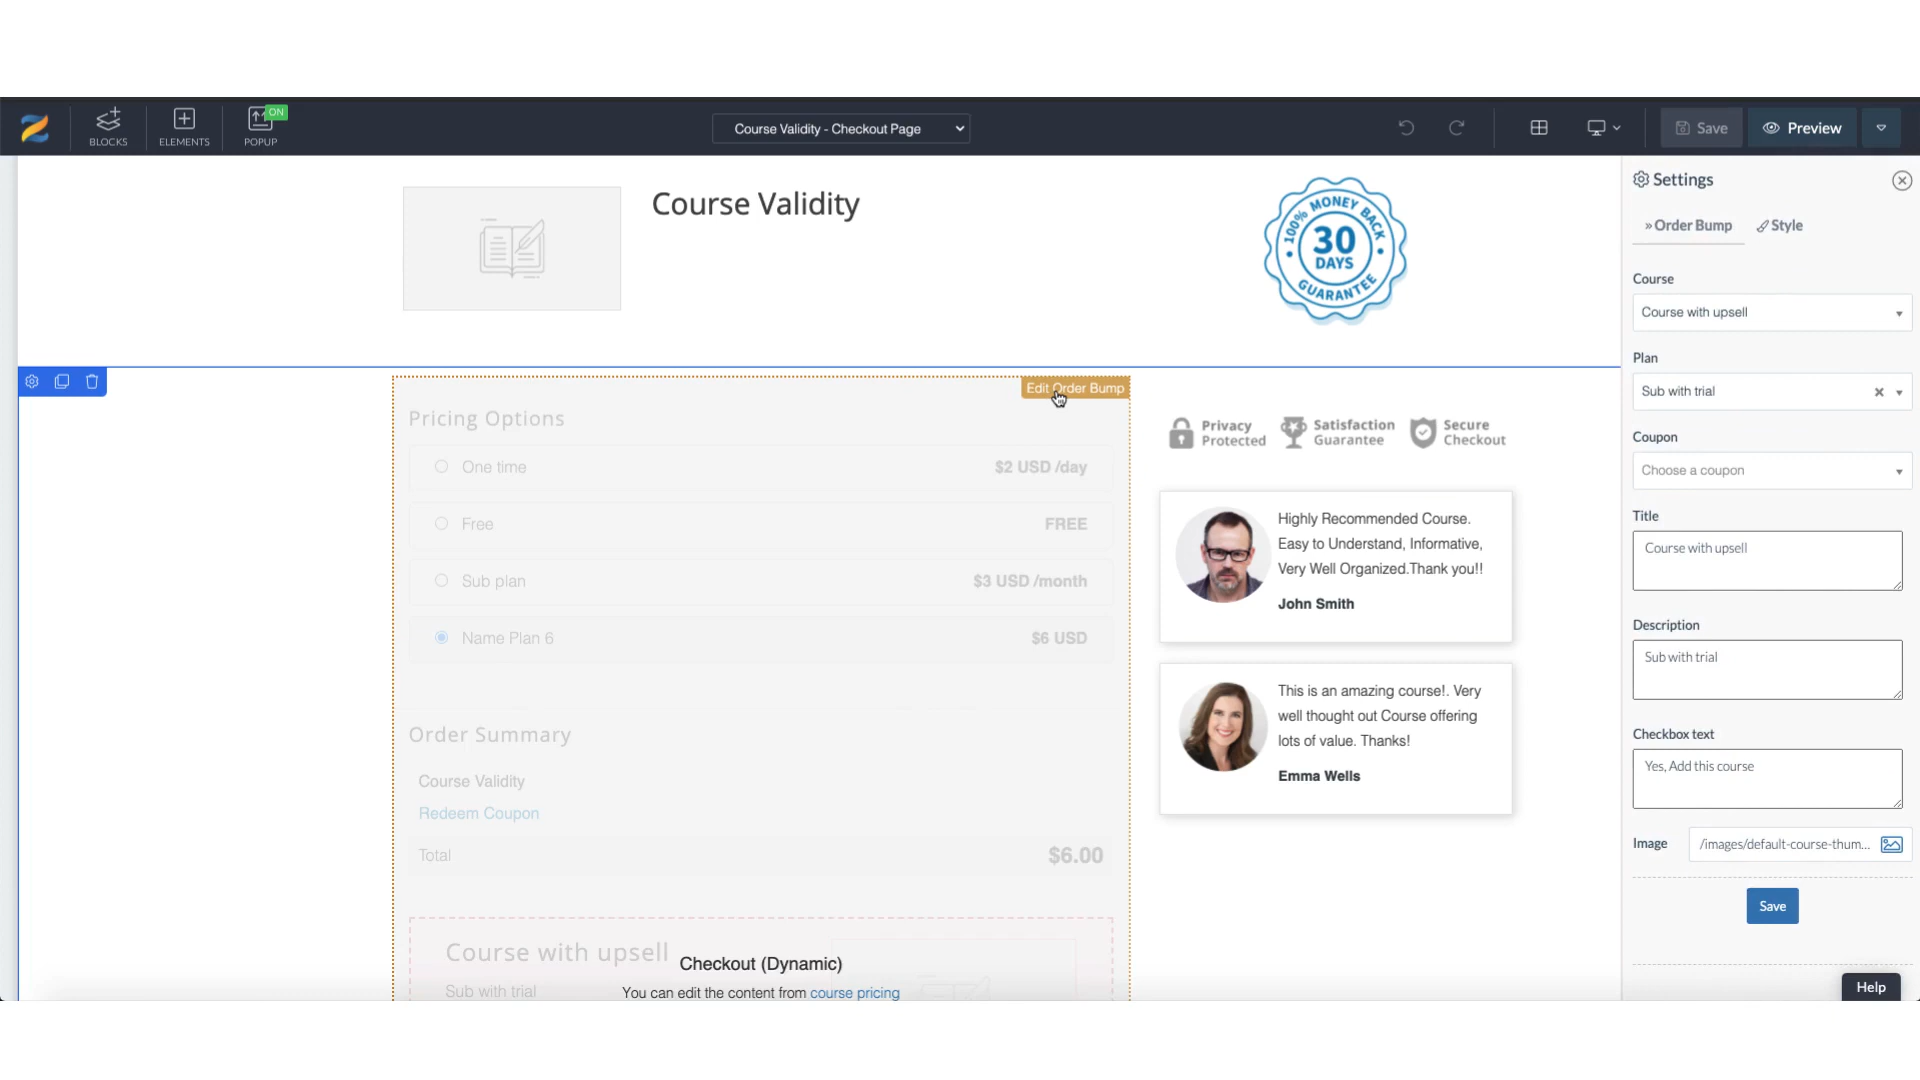 BLOCKS
ELEMENTS
ON
POPUP
Course Validity - Checkout Page
Save
Preview
Course Validity
100% MONEY BACK
30
DAYS
GUARANTEE
Edit Order Bump
Pricing Options
One time $2 USD /day
Free FREE
Sub plan $3 USD /month
Name Plan 6 $6 USD
Order Summary
Course Validity
Redeem Coupon
Total $6.00
Course with upsell
Sub with trial
Checkout (Dynamic)
You can edit the content from course pricing
Privacy
Protected
Satisfaction
Guarantee
Secure
Checkout
Highly Recommended Course.
Easy to Understand, Informative,
Very Well Organized.Thank you!!
John Smith
This is an amazing course!. Very
well thought out Course offering
lots of value. Thanks!
Emma Wells
Settings
» Order Bump
Style
Course
Course with upsell
Plan
Sub with trial
Coupon
Choose a coupon
Title
Course with upsell
Description
Sub with trial
Checkbox text
Yes, Add this course
Image /images/default-course-thum...
Save
Help